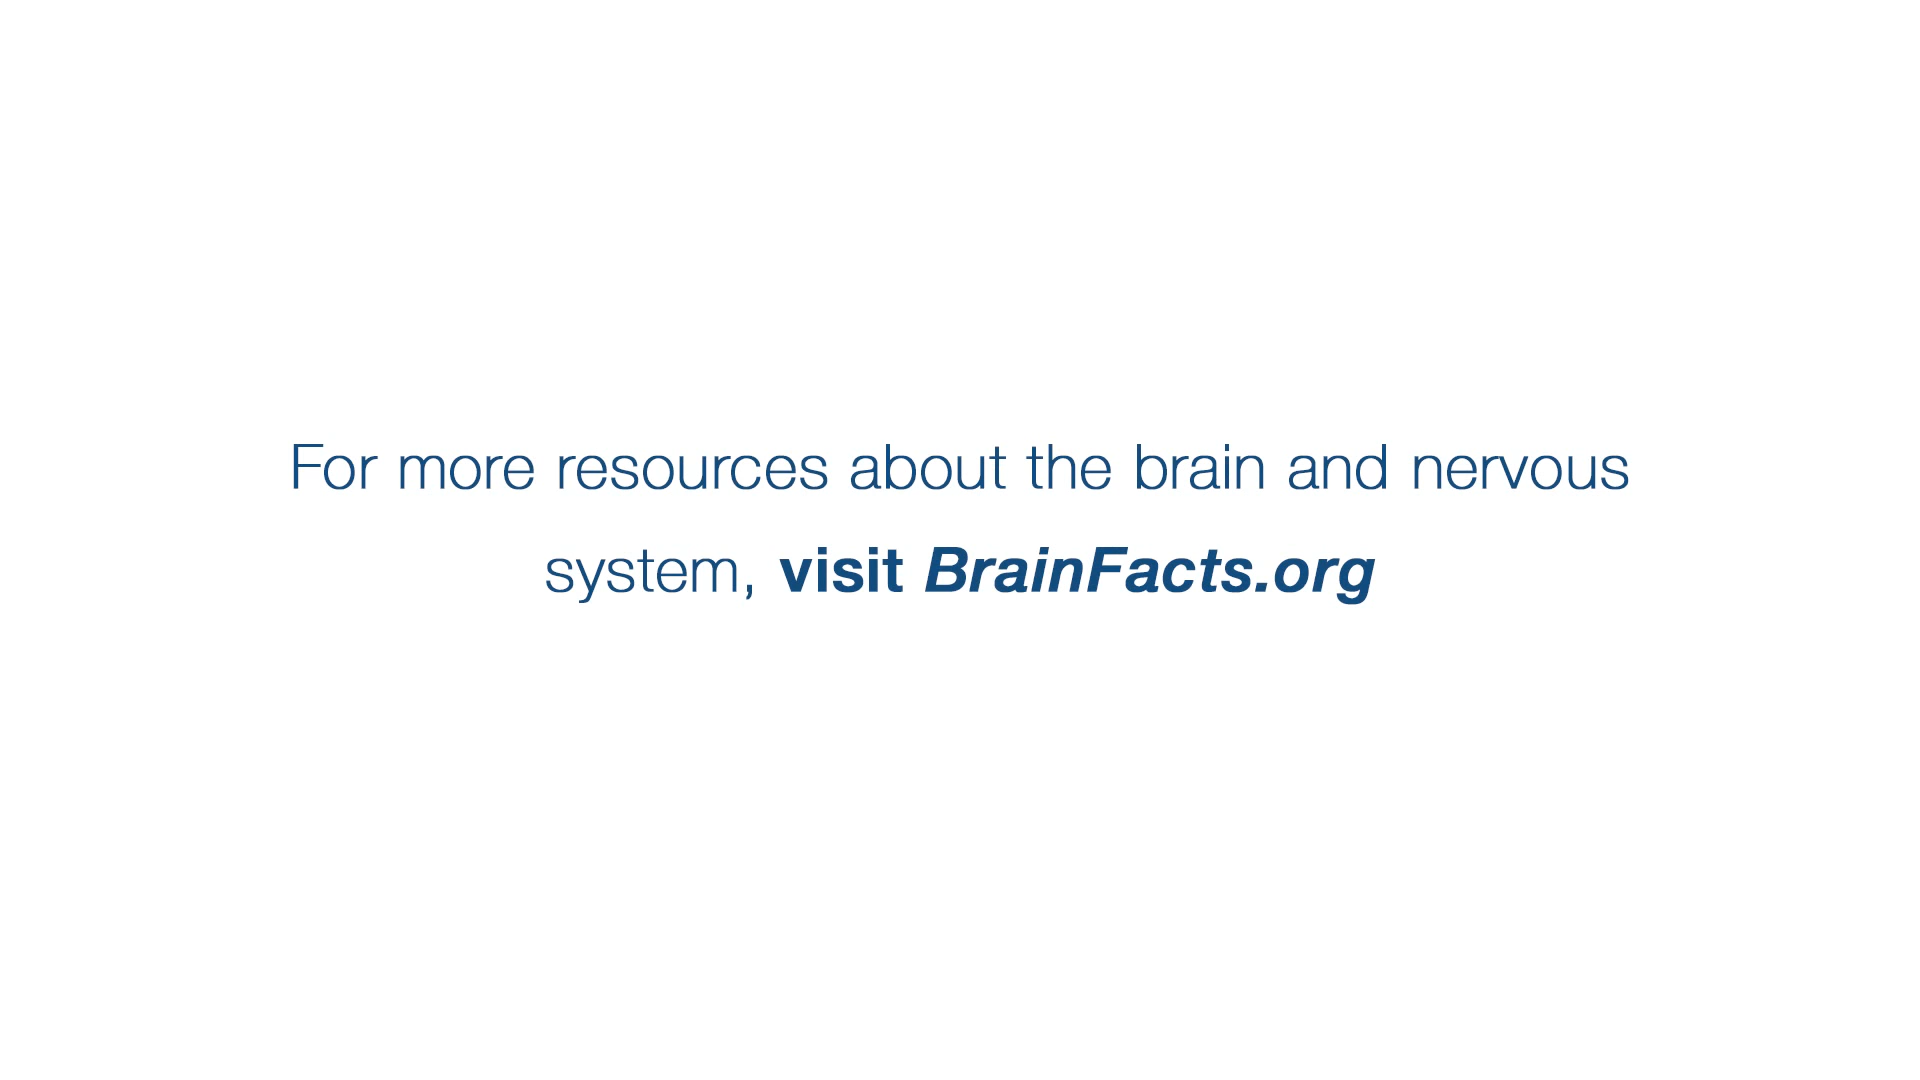 For more resources about the brain and nervous
system, visit BrainFacts.org